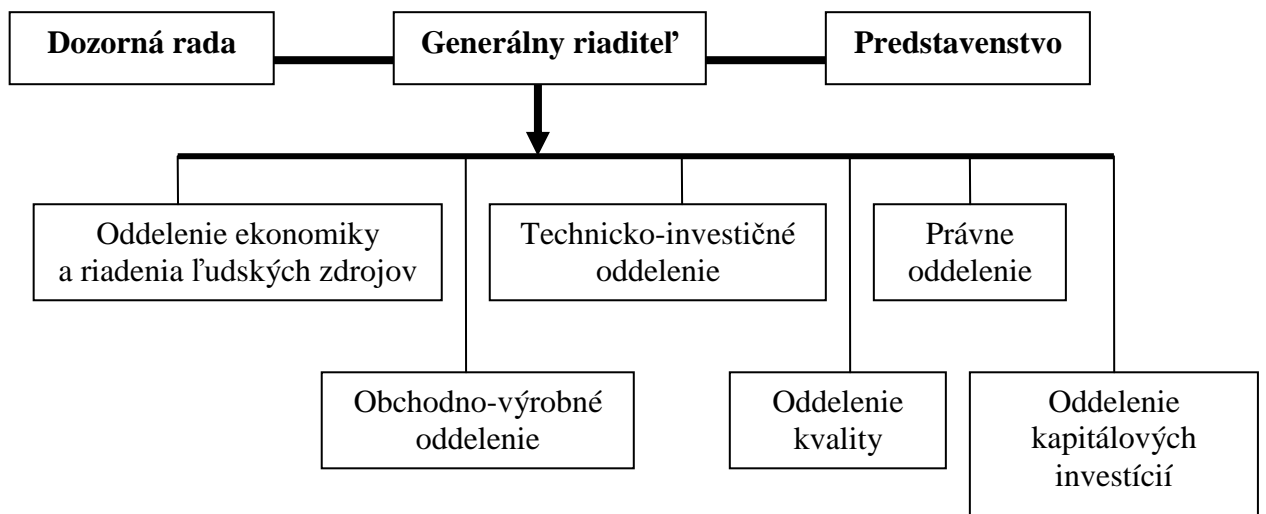 Dozorná rada
Generálny riaditeľ
Predstavenstvo
Oddelenie ekonomiky
a riadenia ľudských zdrojov
Technicko-investičné
oddelenie
Právne
oddelenie
Obchodno-výrobné
oddelenie
Oddelenie
kvality
Oddelenie
kapitálových
investícií